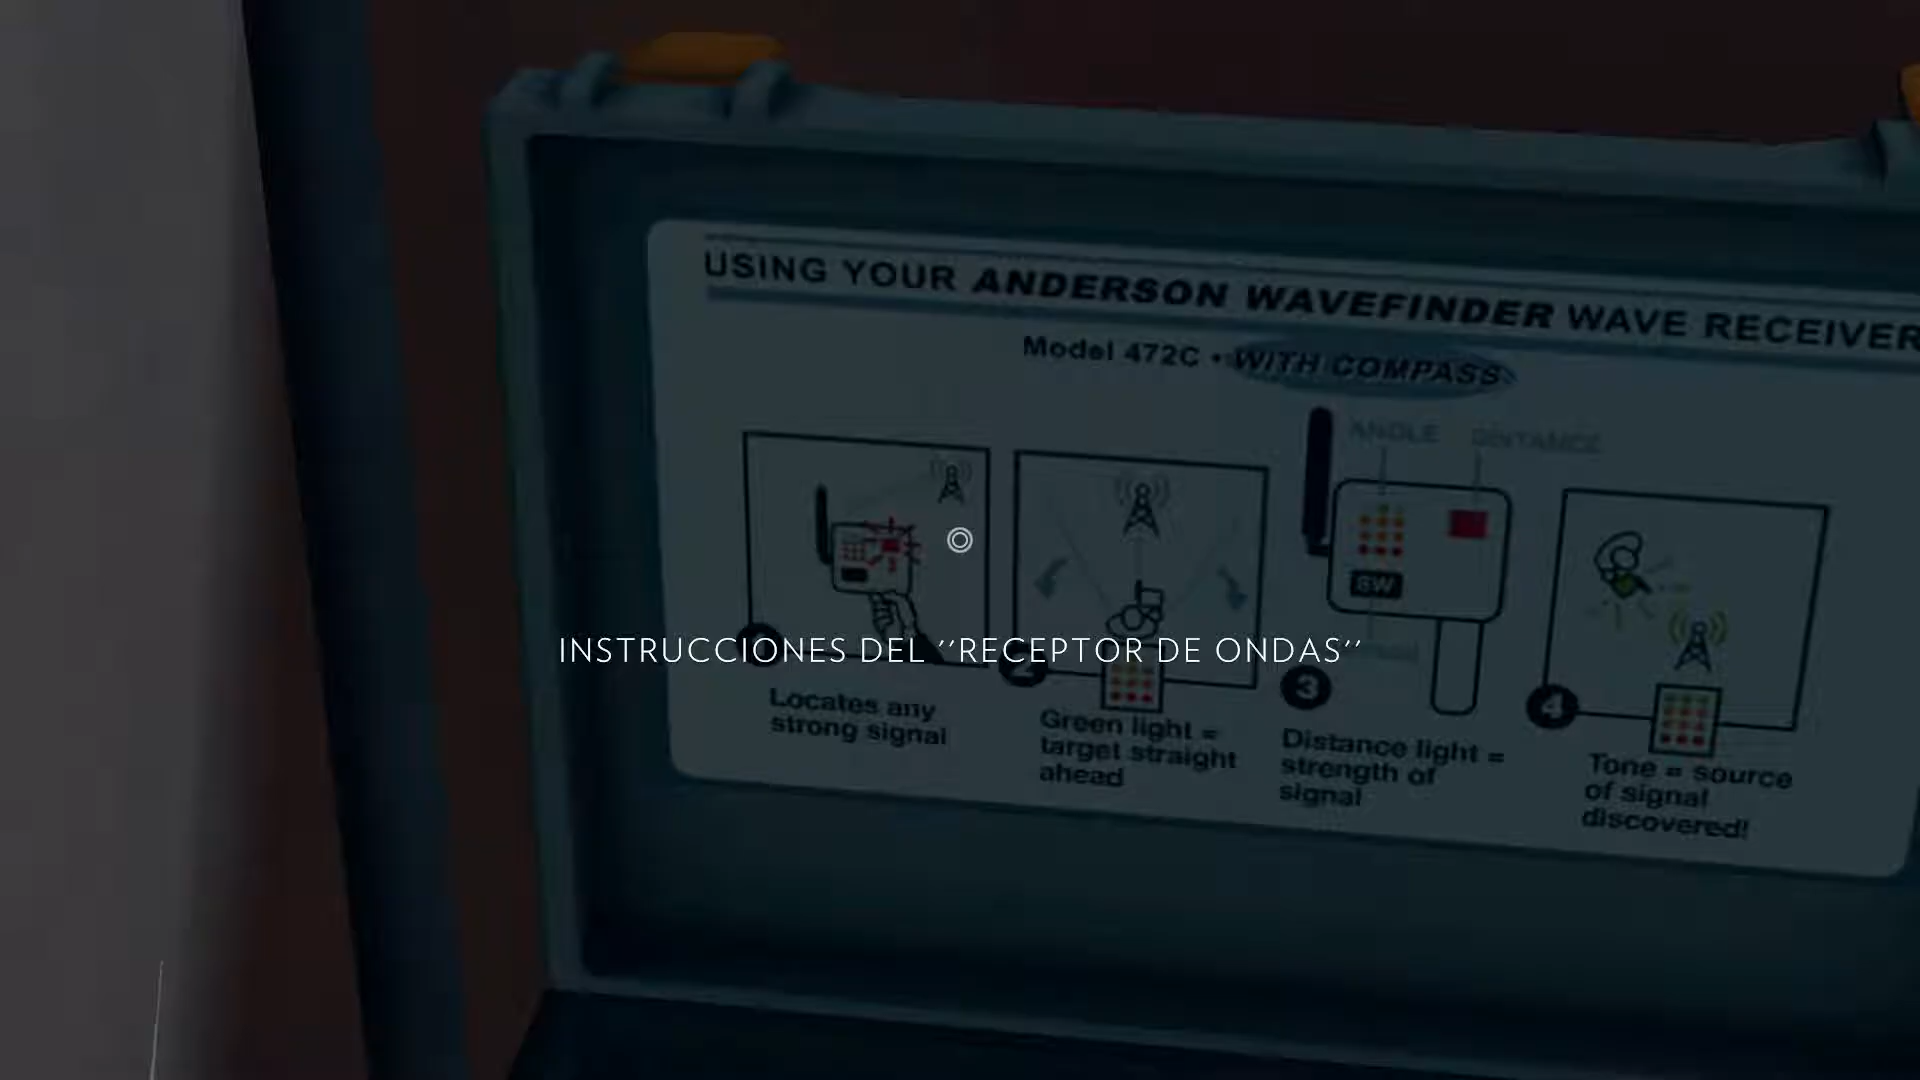 USING YOUR ANDERSON WAVEFINDER WAVE RECEIVER
Model 472C • WITH COMPASS
ANGLE DISTANCE
SW
INSTRUCCIONES DEL ‘‘RECEPTOR DE ONDAS’’
2
3
4
Locates any
strong signal
Green light =
target straight
ahead
Distance light =
strength of
signal
Tone = source
of signal
discovered!